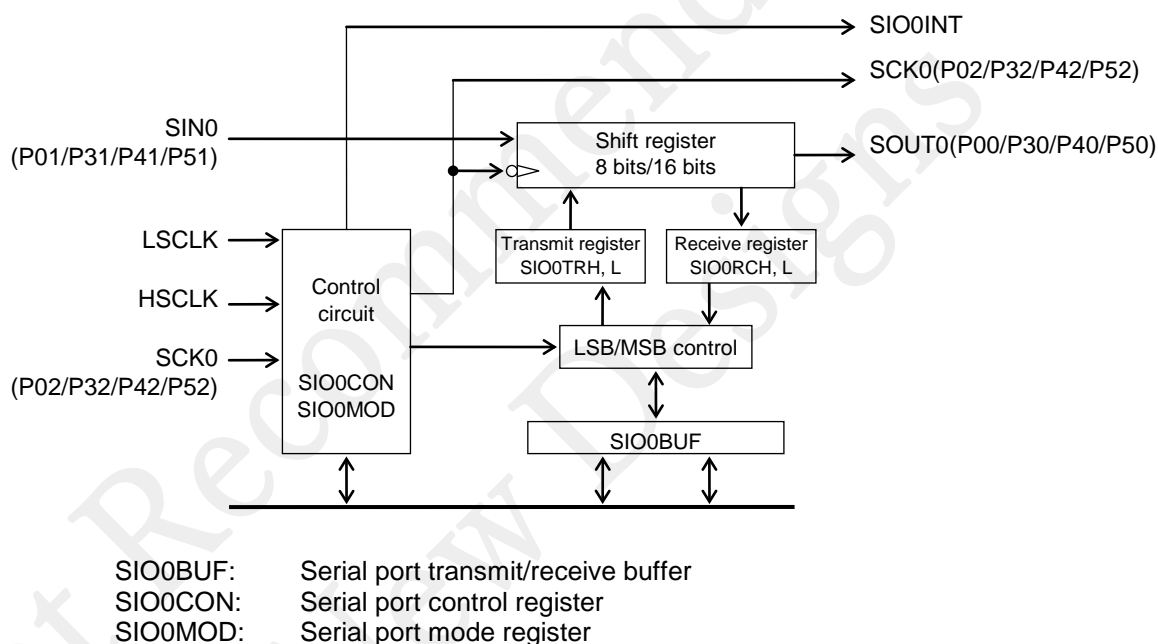 SIO0INT
SCK0(P02/P32/P42/P52)
SIN0
(P01/P31/P41/P51)
Shift register
8 bits/16 bits
SOUT0(P00/P30/P40/P50)
LSCLK
HSCLK
SCK0
(P02/P32/P42/P52)
Control
circuit
SIO0CON
SIO0MOD
Transmit register
SIO0TRH, L
Receive register
SIO0RCH, L
LSB/MSB control
SIO0BUF
SIO0BUF: Serial port transmit/receive buffer
SIO0CON: Serial port control register
SIO0MOD: Serial port mode register